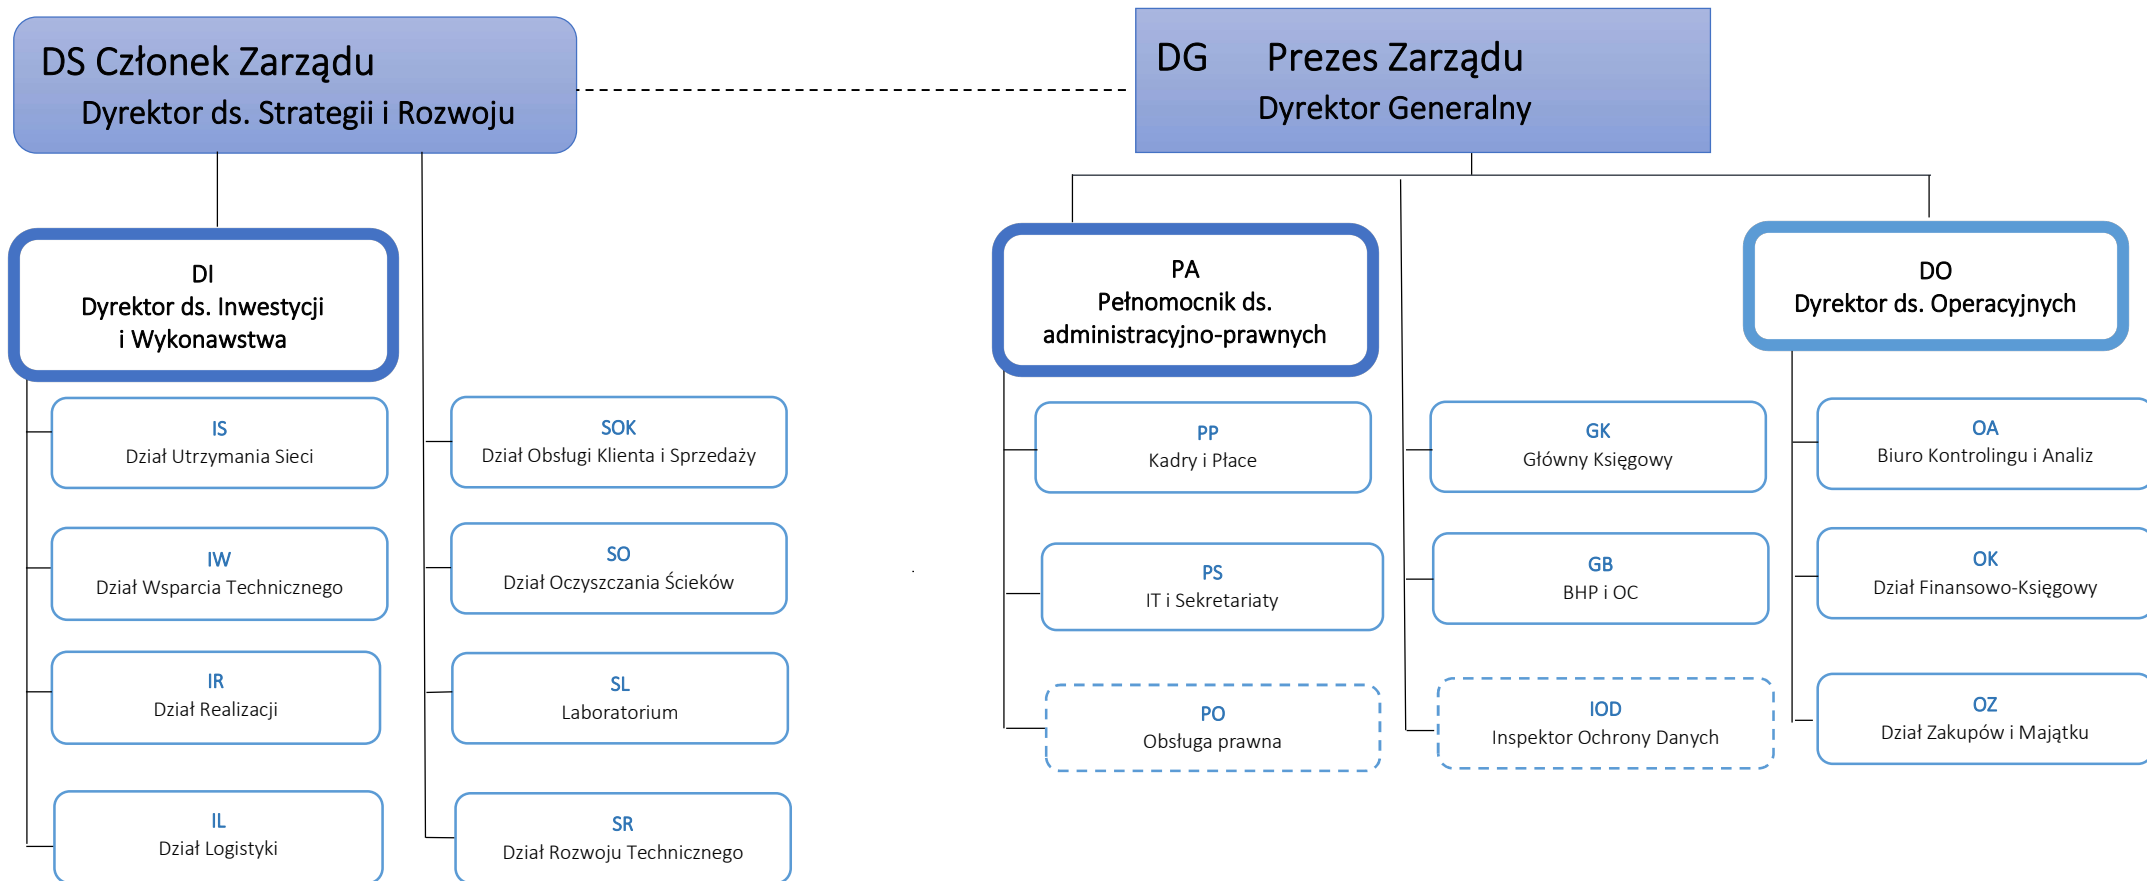 DS Członek Zarządu
Dyrektor ds. Strategii i Rozwoju
DG Prezes Zarządu
Dyrektor Generalny
DI
Dyrektor ds. Inwestycji
i Wykonawstwa
PA
Pełnomocnik ds.
administracyjno-prawnych
DO
Dyrektor ds. Operacyjnych
IS
Dział Utrzymania Sieci
IW
Dział Wsparcia Technicznego
IR
Dział Realizacji
IL
Dział Logistyki
SOK
Dział Obsługi Klienta i Sprzedaży
SO
Dział Oczyszczania Ścieków
SL
Laboratorium
SR
Dział Rozwoju Technicznego
PP
Kadry i Płace
PS
IT i Sekretariaty
PO
Obsługa prawna
GK
Główny Księgowy
GB
BHP i OC
IOD
Inspektor Ochrony Danych
OA
Biuro Kontrolingu i Analiz
OK
Dział Finansowo-Księgowy
OZ
Dział Zakupów i Majątku